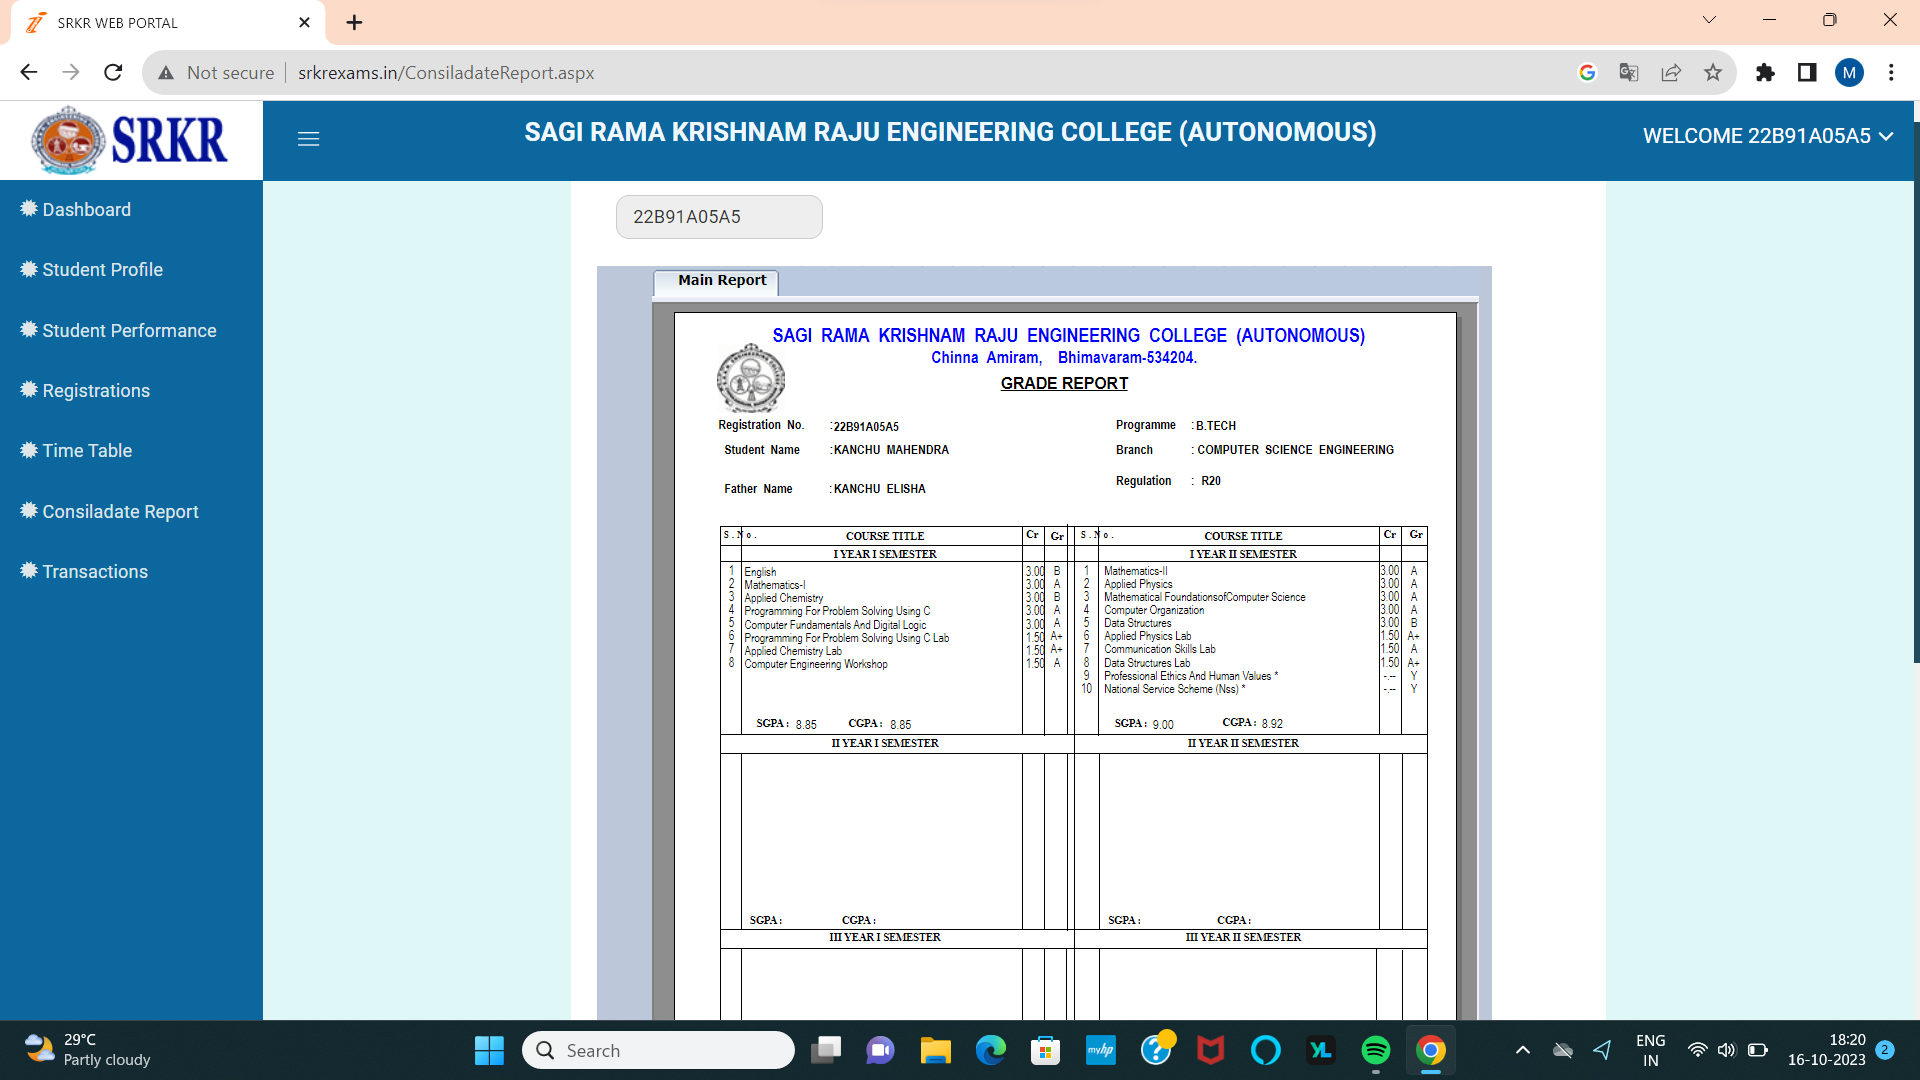 SRKR WEB PORTAL
Not secure
srkrexams.in/ConsiladateReport.aspx
M
SRKR
SAGI RAMA KRISHNAM RAJU ENGINEERING COLLEGE (AUTONOMOUS)
WELCOME 22B91A05A5
Dashboard
Student Profile
Student Performance
Registrations
Time Table
Consiladate Report
Transactions
22B91A05A5
Main Report
SAGI RAMA KRISHNAM RAJU ENGINEERING COLLEGE (AUTONOMOUS)
Chinna Amiram, Bhimavaram-534204.
GRADE REPORT
Registration No. :22B91A05A5 Programme :B.TECH
Student Name :KANCHU MAHENDRA Branch : COMPUTER SCIENCE ENGINEERING
Father Name :KANCHU ELISHA Regulation : R20
S.No. COURSE TITLE Cr Gr S.No. COURSE TITLE Cr Gr
I YEAR I SEMESTER I YEAR II SEMESTER
1 English 3.00 B 1 Mathematics-II 3.00 A
2 Mathematics-I 3.00 A 2 Applied Physics 3.00 A
3 Applied Chemistry 3.00 B 3 Mathematical FoundationsofComputer Science 3.00 A
4 Programming For Problem Solving Using C 3.00 A 4 Computer Organization 3.00 A
5 Computer Fundamentals And Digital Logic 3.00 A 5 Data Structures 3.00 B
6 Programming For Problem Solving Using C Lab 1.50 A+ 6 Applied Physics Lab 1.50 A+
7 Applied Chemistry Lab 1.50 A+ 7 Communication Skills Lab 1.50 A
8 Computer Engineering Workshop 1.50 A 8 Data Structures Lab 1.50 A+
9 Professional Ethics And Human Values * -.-- Y
10 National Service Scheme (Nss) * -.-- Y
SGPA : 8.85 CGPA : 8.85 SGPA : 9.00 CGPA : 8.92
II YEAR I SEMESTER II YEAR II SEMESTER
SGPA : CGPA : SGPA : CGPA :
III YEAR I SEMESTER III YEAR II SEMESTER
29°C
Partly cloudy
Search
myhp
?
YL
ENG
IN
18:20
16-10-2023
2